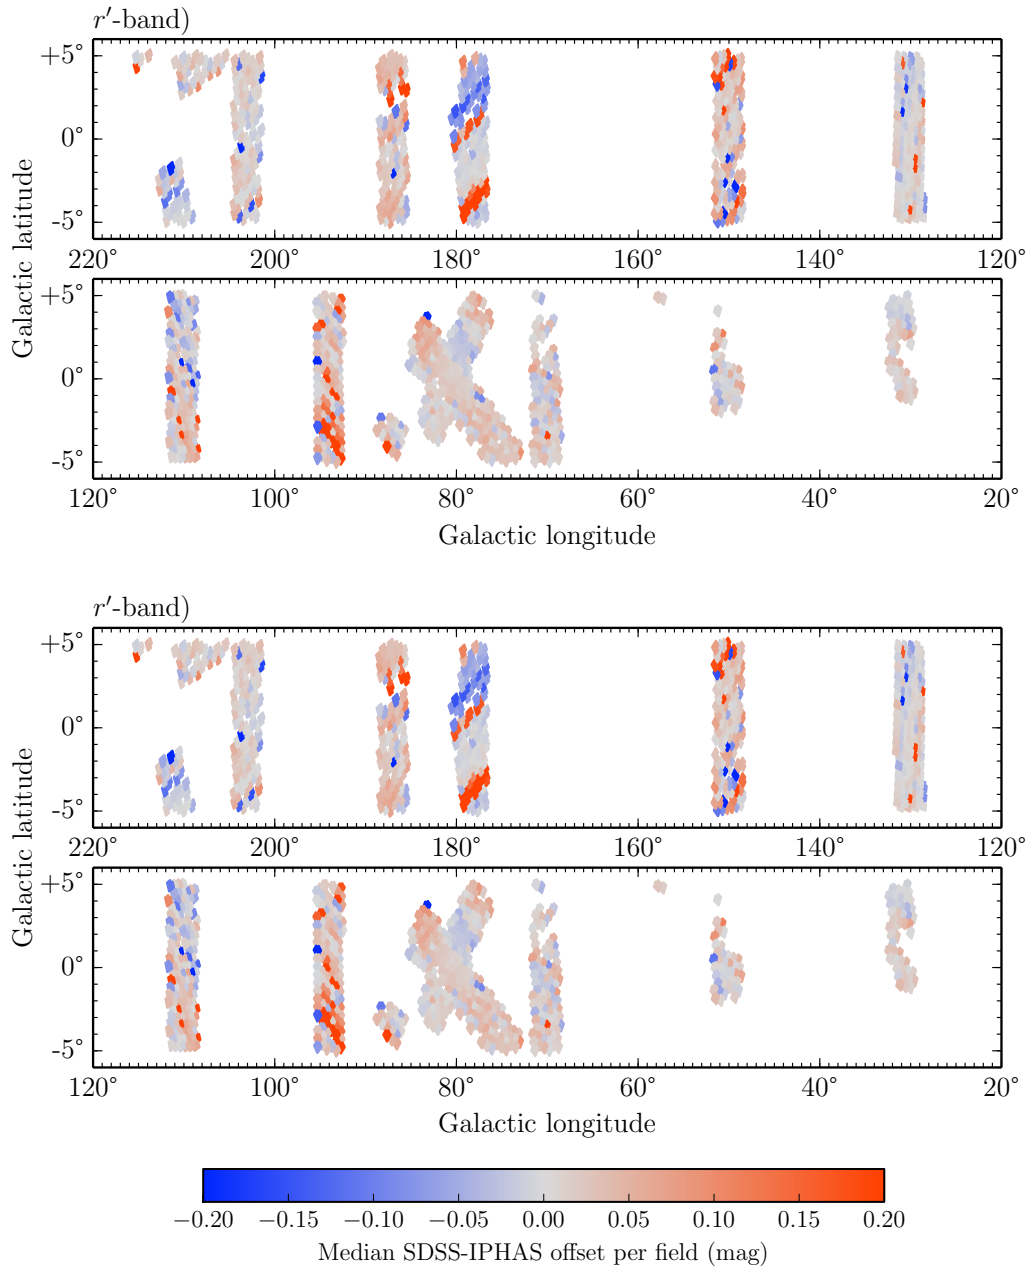 r′-band)
+5°
0°
-5°
220° 200° 180° 160° 140° 120°
+5°
0°
-5°
120° 100° 80° 60° 40° 20°
Galactic latitude
Galactic longitude
r′-band)
+5°
0°
-5°
220° 200° 180° 160° 140° 120°
+5°
0°
-5°
120° 100° 80° 60° 40° 20°
Galactic latitude
Galactic longitude
−0.20 −0.15 −0.10 −0.05 0.00 0.05 0.10 0.15 0.20
Median SDSS-IPHAS offset per field (mag)